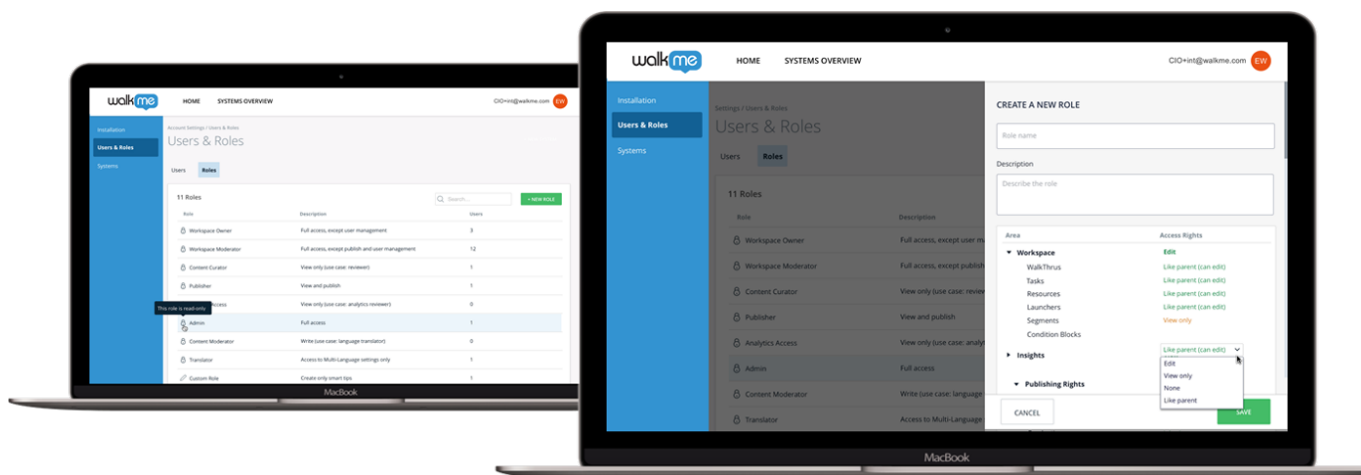 walkme HOME SYSTEMS OVERVIEW CIO+int@walkme.com EW
Installation
Users & Roles
Systems
Account Settings / Users & Roles
Users & Roles
Users Roles
11 Roles Search... + NEW ROLE
Role Description Users
Workspace Owner Full access, except user management 3
Workspace Moderator Full access, except publish and user management 12
Content Curator View only (use case: reviewer) 1
Publisher View and publish 1
This role is read-only
Access View only (use case: analytics reviewer) 0
Admin Full access 1
Content Moderator Write (use case: language translator) 0
Translator Access to Multi-Language settings only 1
Custom Role Create only smart tips 1
MacBook
walkme HOME SYSTEMS OVERVIEW CIO+int@walkme.com EW
Installation
Users & Roles
Systems
Settings / Users & Roles
Users & Roles
Users Roles
11 Roles
Role Description
Workspace Owner Full access, except user m
Workspace Moderator Full access, except publish
Content Curator View only (use case: review
Publisher View and publish
Analytics Access View only (use case: analyt
Admin Full access
Content Moderator Write (use case: language
Translator Access to Multi-Language
CREATE A NEW ROLE
Role name
Description
Describe the role
Area Access Rights
Workspace Edit
WalkThrus Like parent (can edit)
Tasks Like parent (can edit)
Resources Like parent (can edit)
Launchers Like parent (can edit)
Segments View only
Condition Blocks
Insights Like parent (can edit)
Edit
View only
Publishing Rights None
Like parent
CANCEL SAVE
MacBook